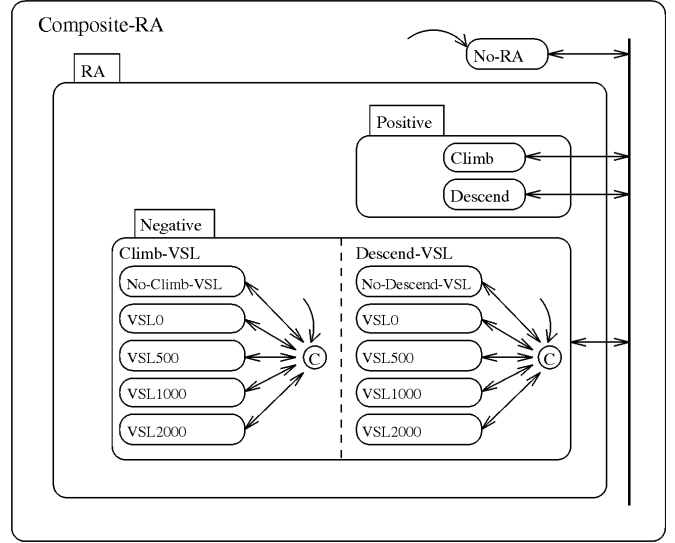 Composite-RA
No-RA
RA
Positive
Climb
Descend
Negative
Climb-VSL
No-Climb-VSL
VSL0
VSL500
VSL1000
VSL2000
C
Descend-VSL
No-Descend-VSL
VSL0
VSL500
VSL1000
VSL2000
C